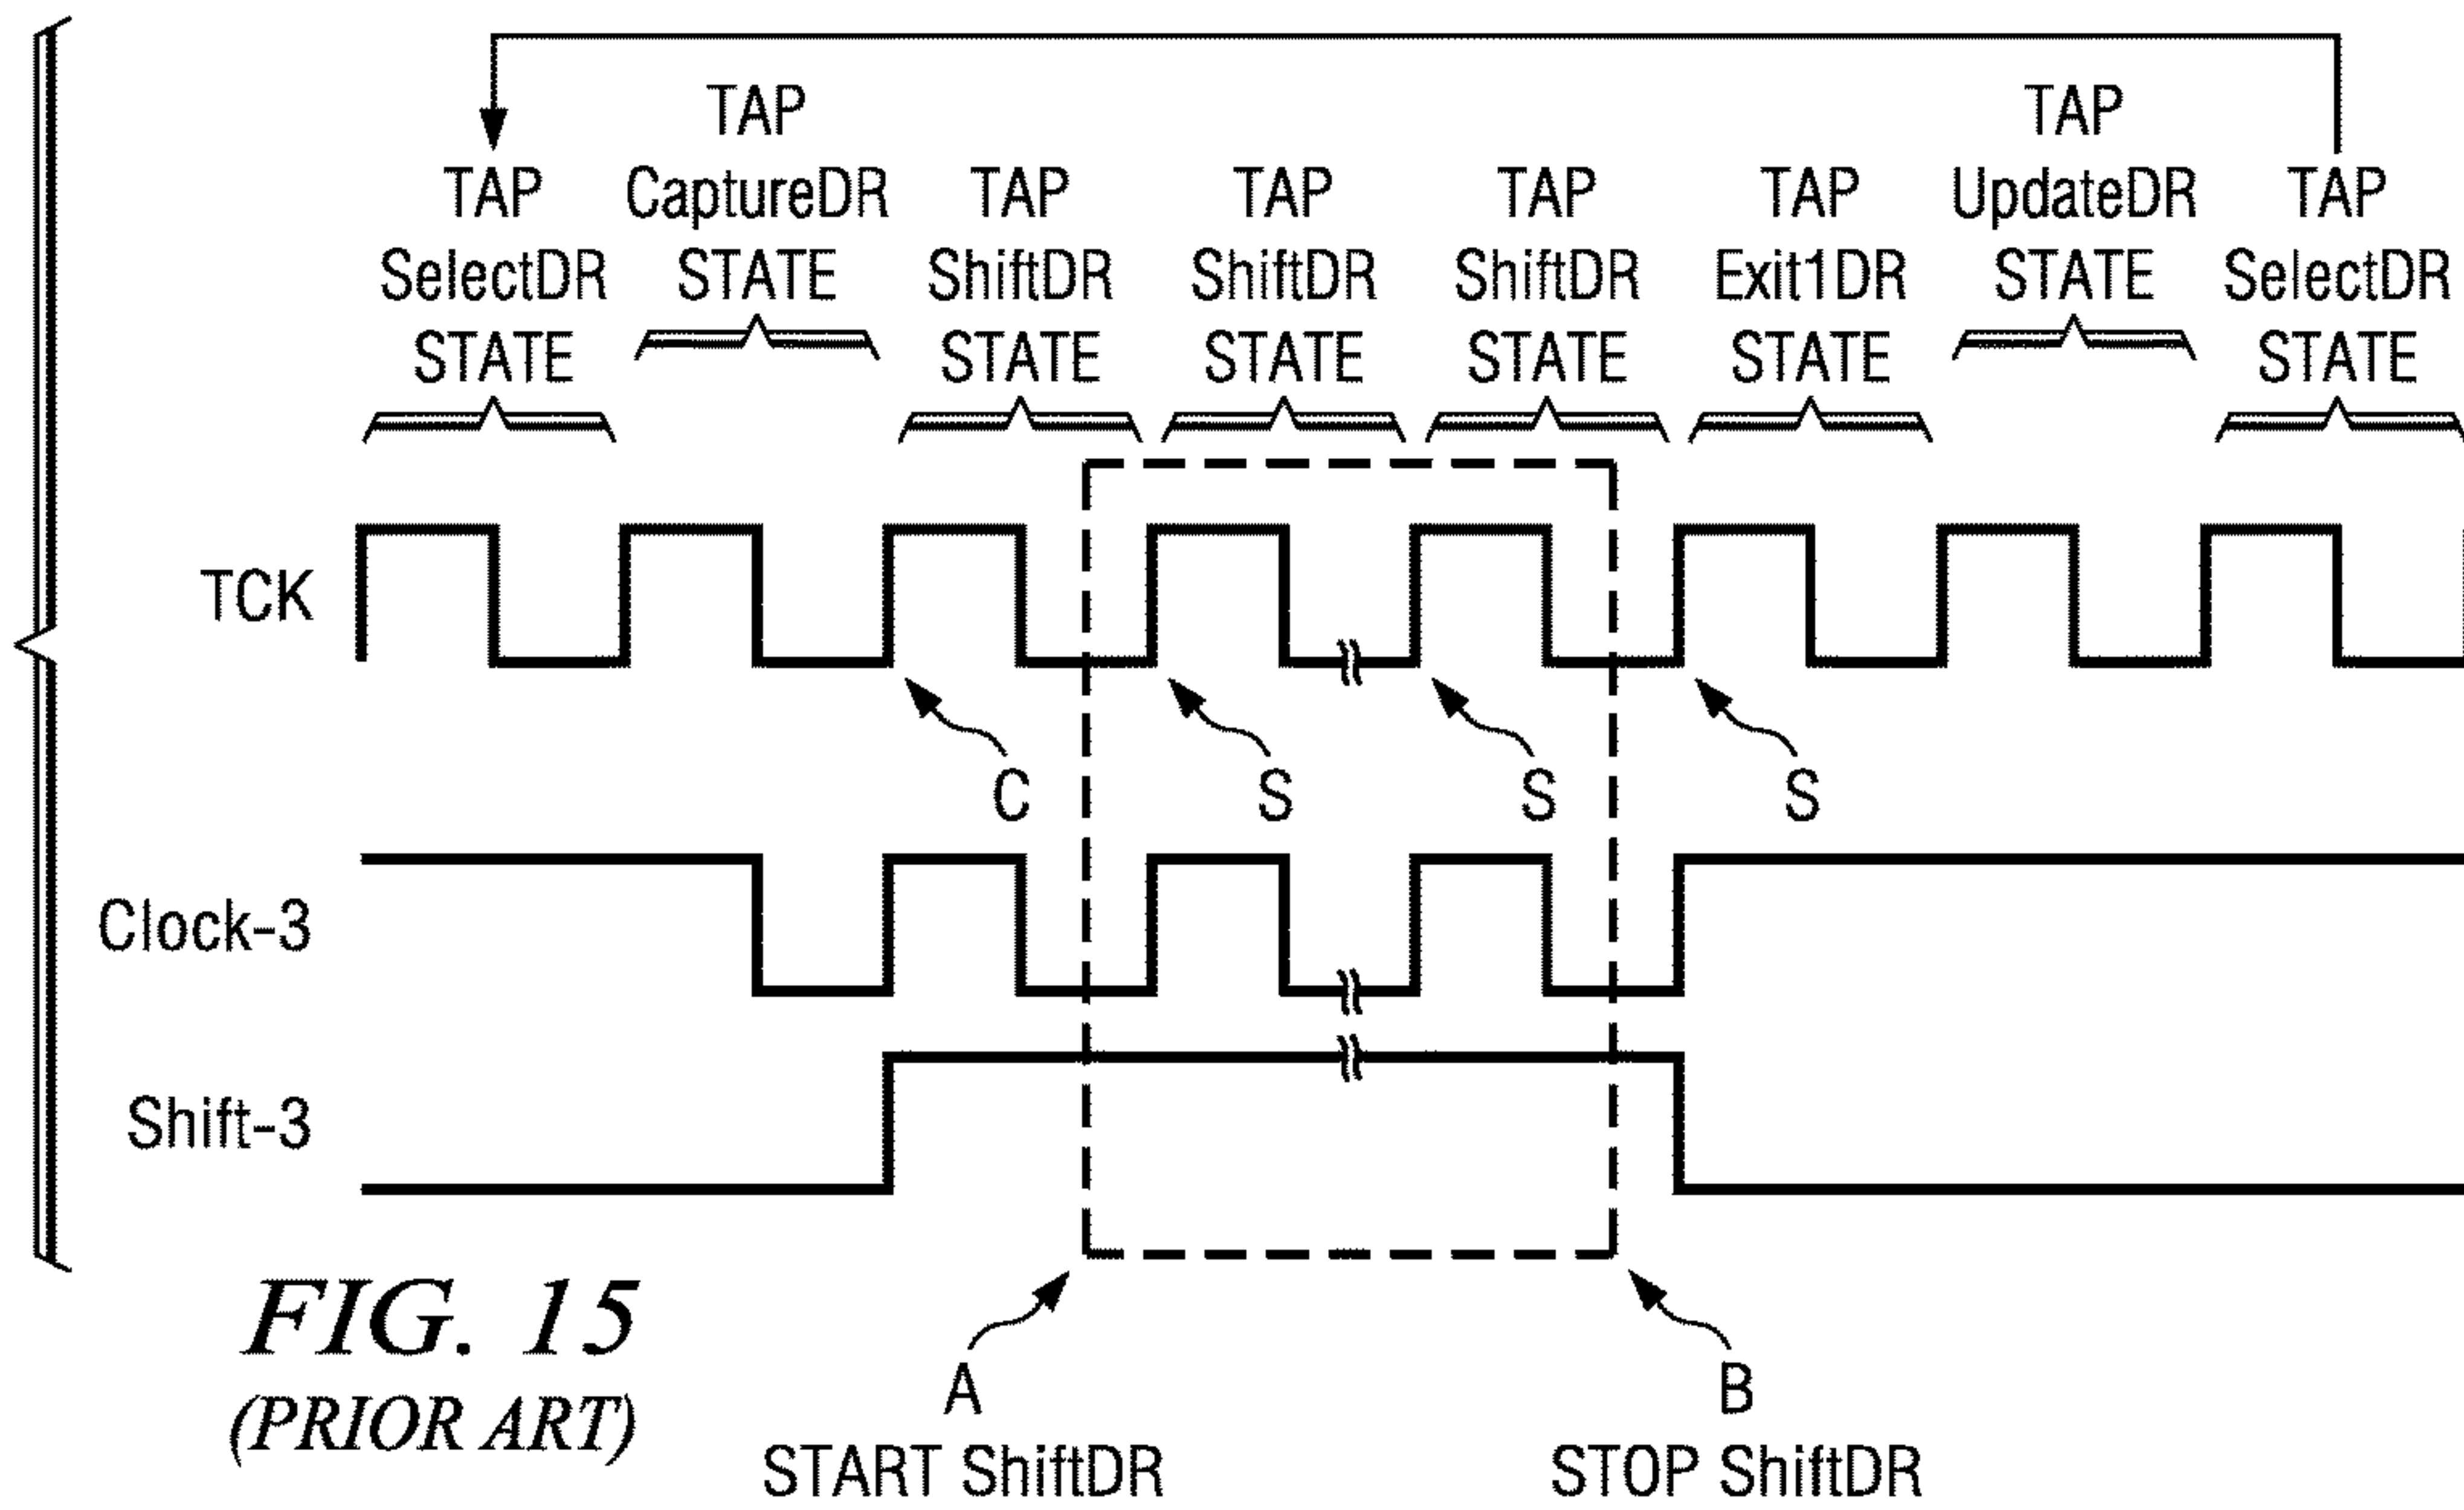 TAP
SelectDR
STATE
TAP
CaptureDR
STATE
TAP
ShiftDR
STATE
TAP
ShiftDR
STATE
TAP
ShiftDR
STATE
TAP
Exit1DR
STATE
TAP
UpdateDR
STATE
TAP
SelectDR
STATE
TCK
C
S
S
S
Clock-3
Shift-3
A
START ShiftDR
B
STOP ShiftDR
FIG. 15
(PRIOR ART)